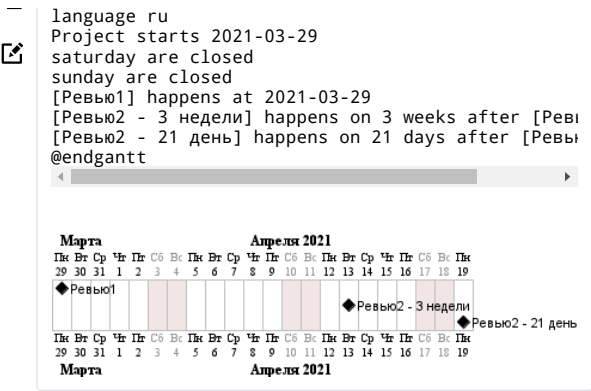 language ru
Project starts 2021-03-29
saturday are closed
sunday are closed
[Ревью1] happens at 2021-03-29
[Ревью2 - 3 недели] happens on 3 weeks after
[Ревью2 - 21 день] happens on 21 days after
@endgantt
Марта Апреля 2021
Пн Вт Ср Чт Пт Сб Вс Пн Вт Ср Чт Пт Сб Вс Пн Вт Ср Чт Пт Сб Вс Пн
29 30 31 1 2 3 4 5 6 7 8 9 10 11 12 13 14 15 16 17 18 19
Ревью1
Ревью2 - 3 недели
Ревью2 - 21 день
Пн Вт Ср Чт Пт Сб Вс Пн Вт Ср Чт Пт Сб Вс Пн Вт Ср Чт Пт Сб Вс Пн
29 30 31 1 2 3 4 5 6 7 8 9 10 11 12 13 14 15 16 17 18 19
Марта Апреля 2021